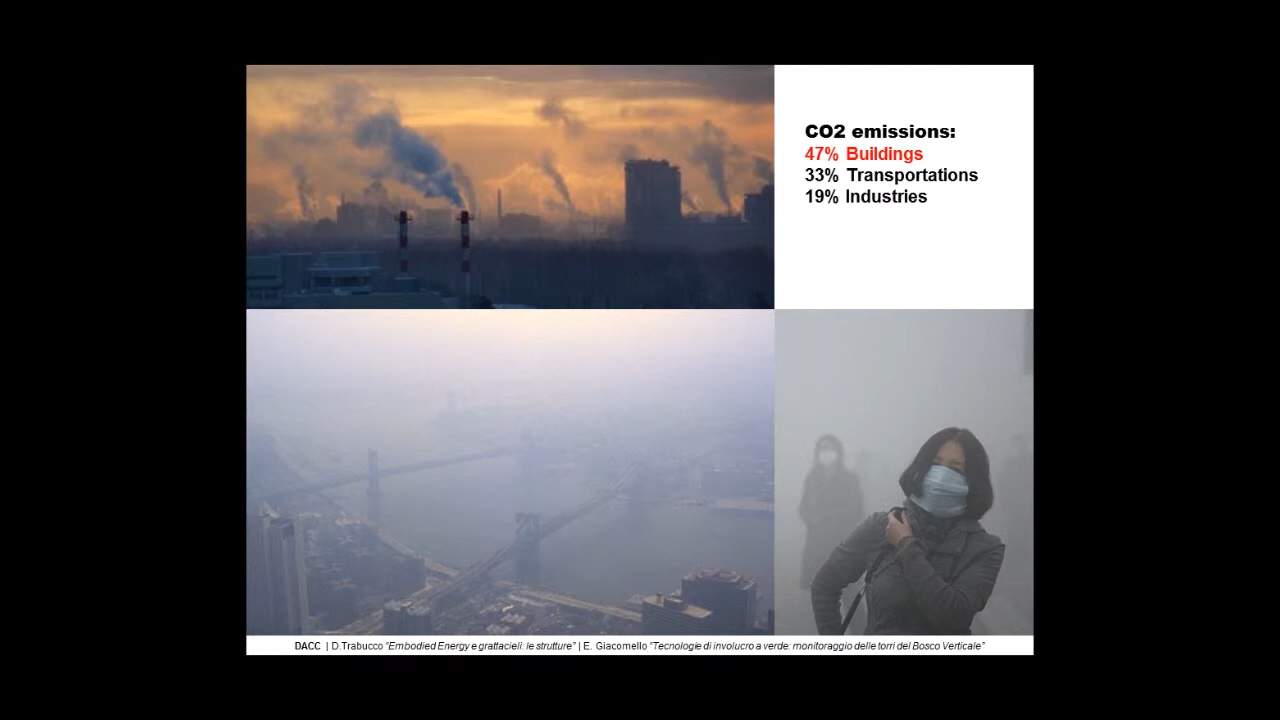 CO2 emissions:
47% Buildings
33% Transportations
19% Industries
DACC | D.Trabucco "Embodied Energy e grattacieli: le strutture" | E. Giacomello "Tecnologie di involucro a verde: monitoraggio delle torri del Bosco Verticale"